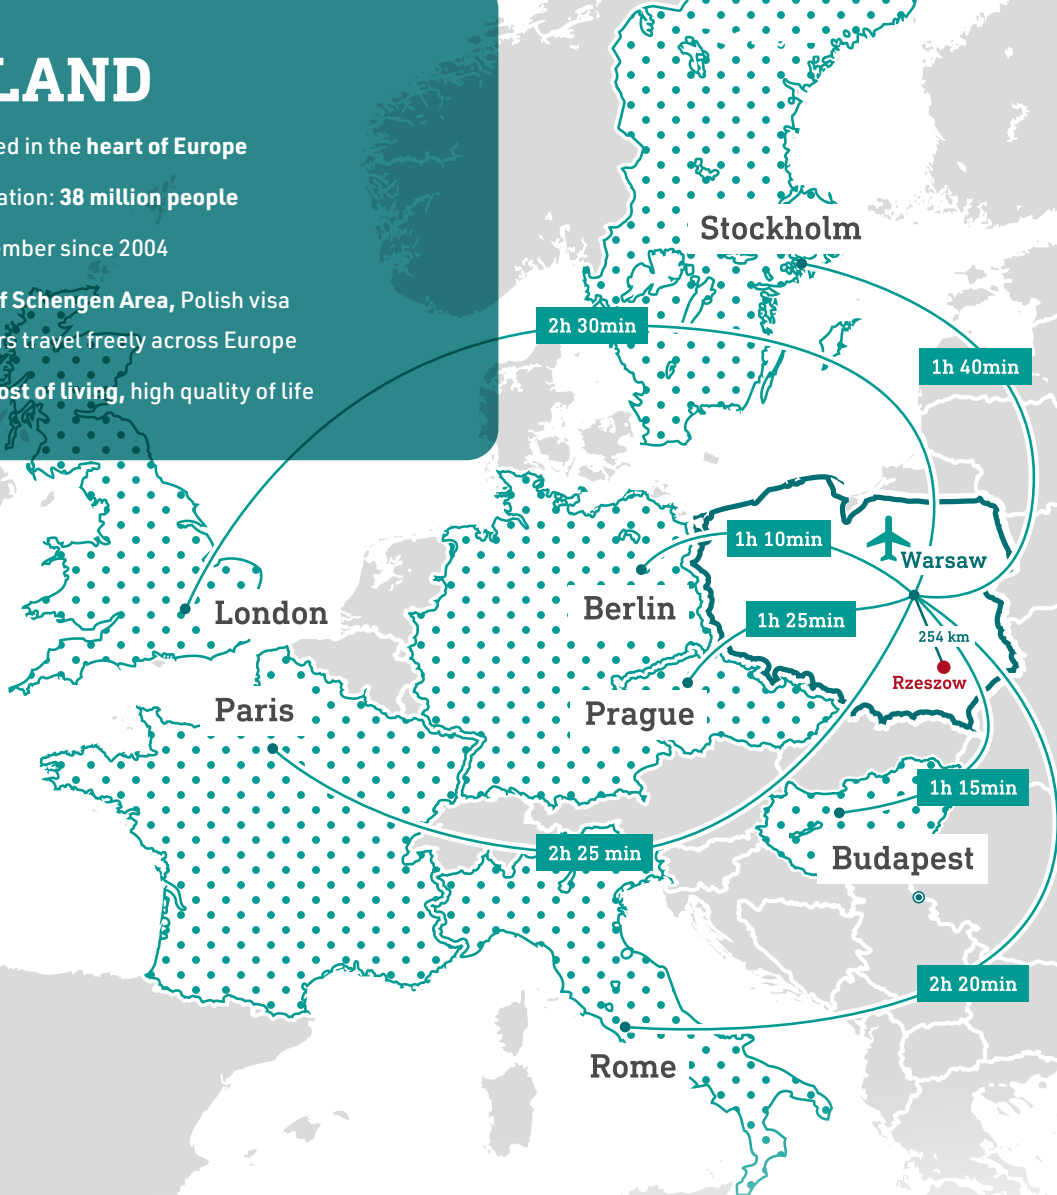 LAND
ed in the heart of Europe
ation: 38 million people
ember since 2004
f Schengen Area, Polish visa
rs travel freely across Europe
ost of living, high quality of life
Stockholm
2h 30min
1h 40min
1h 10min
Warsaw
Berlin
London
1h 25min
254 km
Rzeszow
Paris
Prague
1h 15min
2h 25 min
Budapest
2h 20min
Rome